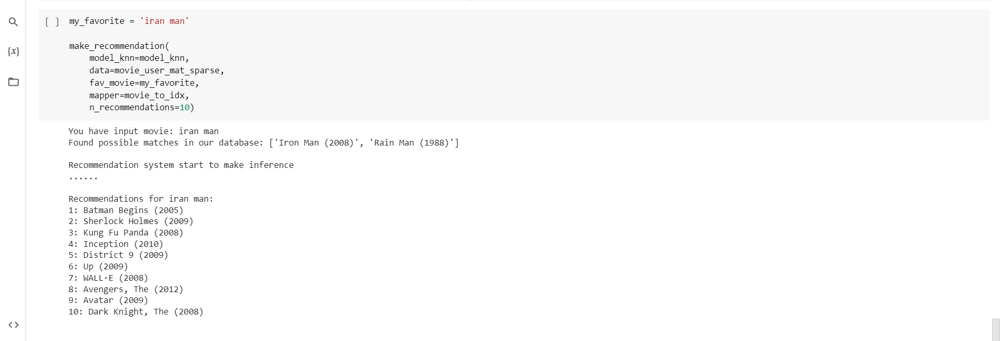 [ ] my_favorite = 'iran man'
make_recommendation(
    model_knn=model_knn,
    data=movie_user_mat_sparse,
    fav_movie=my_favorite,
    mapper=movie_to_idx,
    n_recommendations=10)
You have input movie: iran man
Found possible matches in our database: ['Iron Man (2008)', 'Rain Man (1988)']
Recommendation system start to make inference
......
Recommendations for iran man:
1: Batman Begins (2005)
2: Sherlock Holmes (2009)
3: Kung Fu Panda (2008)
4: Inception (2010)
5: District 9 (2009)
6: Up (2009)
7: WALL·E (2008)
8: Avengers, The (2012)
9: Avatar (2009)
10: Dark Knight, The (2008)
{x}
<>